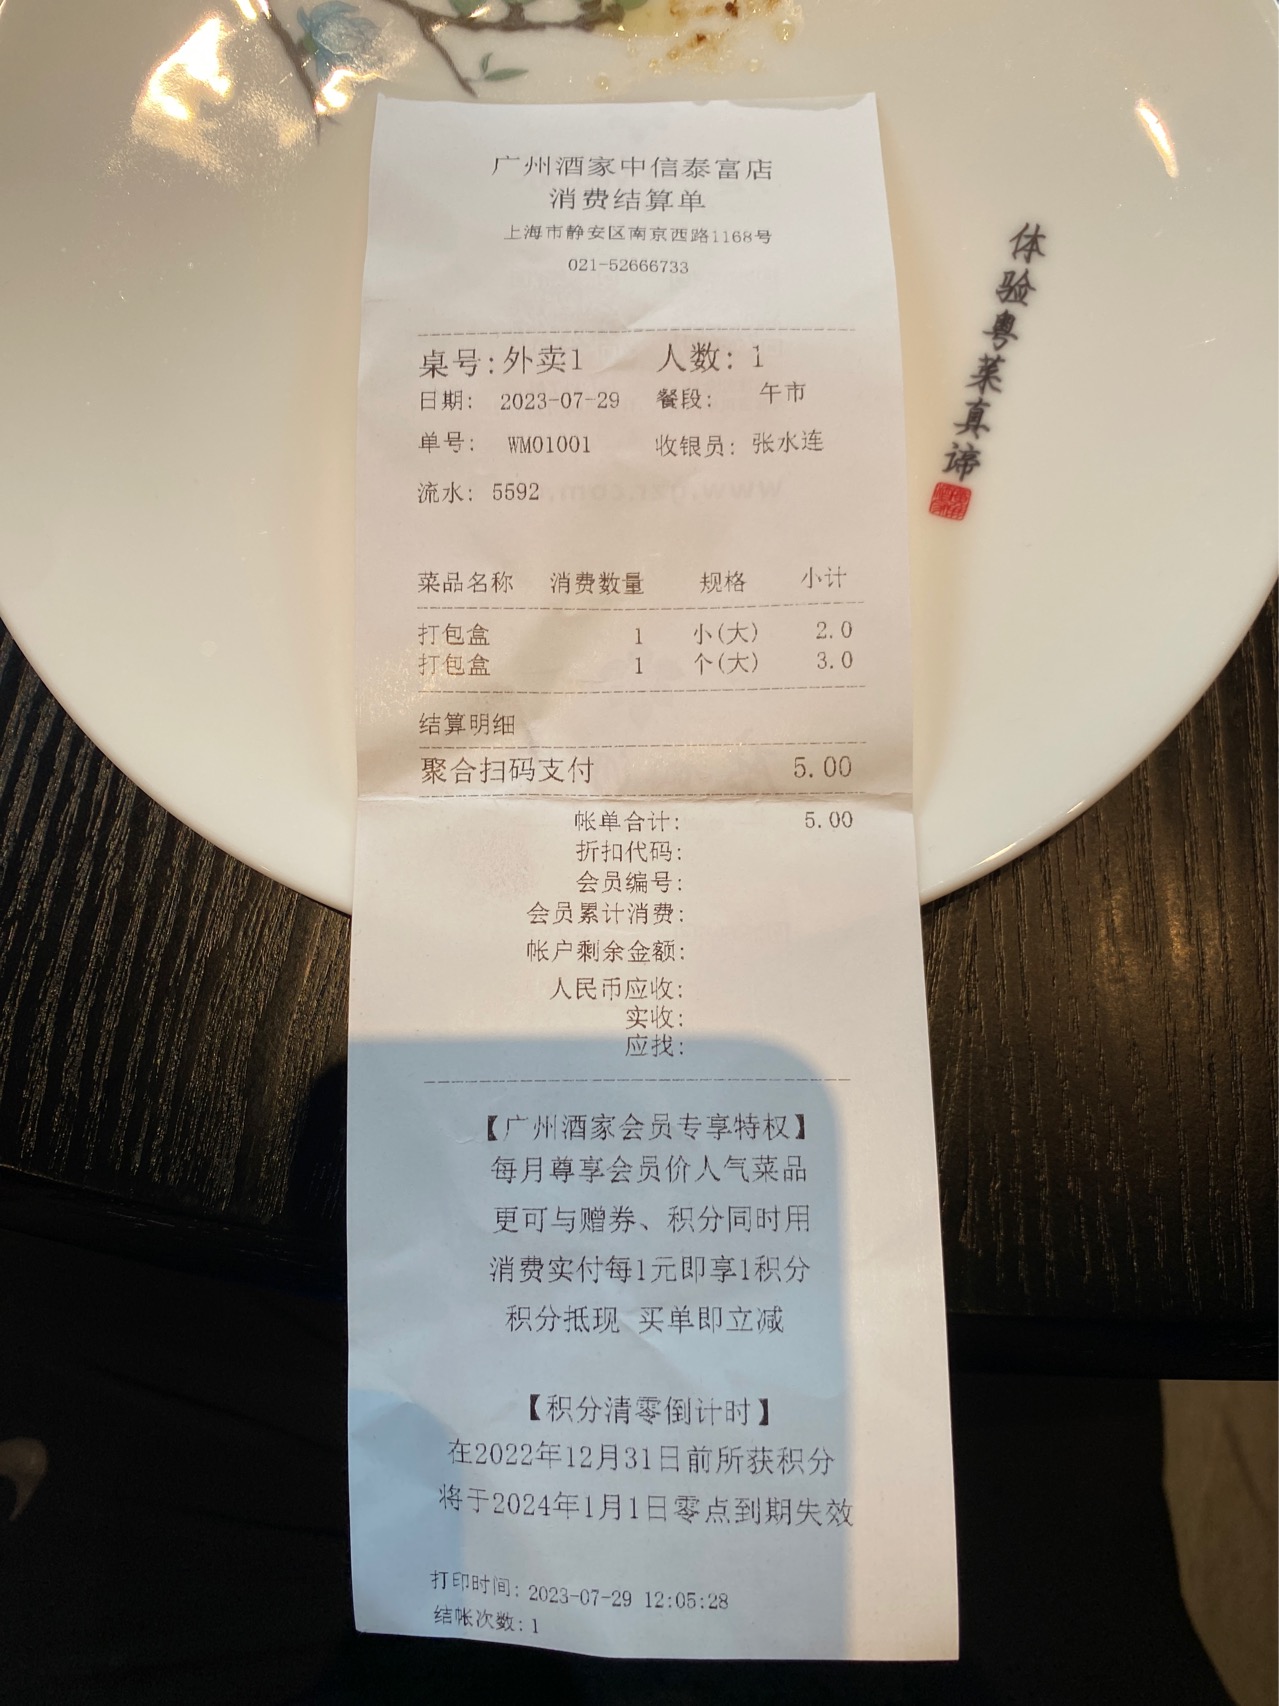 广州酒家中信泰富店
消费结算单
上海市静安区南京西路1168号
021-52666733
桌号:外卖1 人数: 1
日期: 2023-07-29 餐段: 午市
单号: WM01001 收银员: 张水连
流水: 5592
菜品名称 消费数量 规格 小计
打包盒 1 小(大) 2.0
打包盒 1 个(大) 3.0
结算明细
聚合扫码支付 5.00
帐单合计: 5.00
折扣代码:
会员编号:
会员累计消费:
帐户剩余金额:
人民币应收:
实收:
应找:
【广州酒家会员专享特权】
每月尊享会员价人气菜品
更可与赠券、积分同时用
消费实付每1元即享1积分
积分抵现 买单即立减
【积分清零倒计时】
在2022年12月31日前所获积分
将于2024年1月1日零点到期失效
打印时间: 2023-07-29 12:05:28
结帐次数: 1
体验粤菜真谛